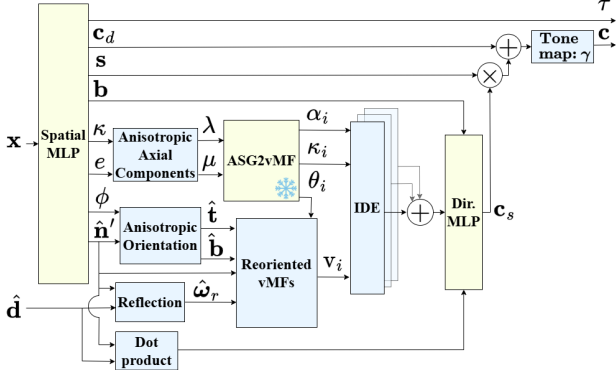 τ
𝐜_d
𝐜
Tone
map: γ
𝐬
𝐛
𝐱
Spatial
MLP
κ
e
Anisotropic
Axial
Components
λ
μ
ASG2vMF
α_i
κ_i
θ_i
IDE
Dir.
MLP
𝐜_s
ϕ
𝐧̂′
Anisotropic
Orientation
𝐭̂
𝐛̂
Reoriented
vMFs
v_i
𝐝̂
Reflection
𝛚̂_r
Dot
product